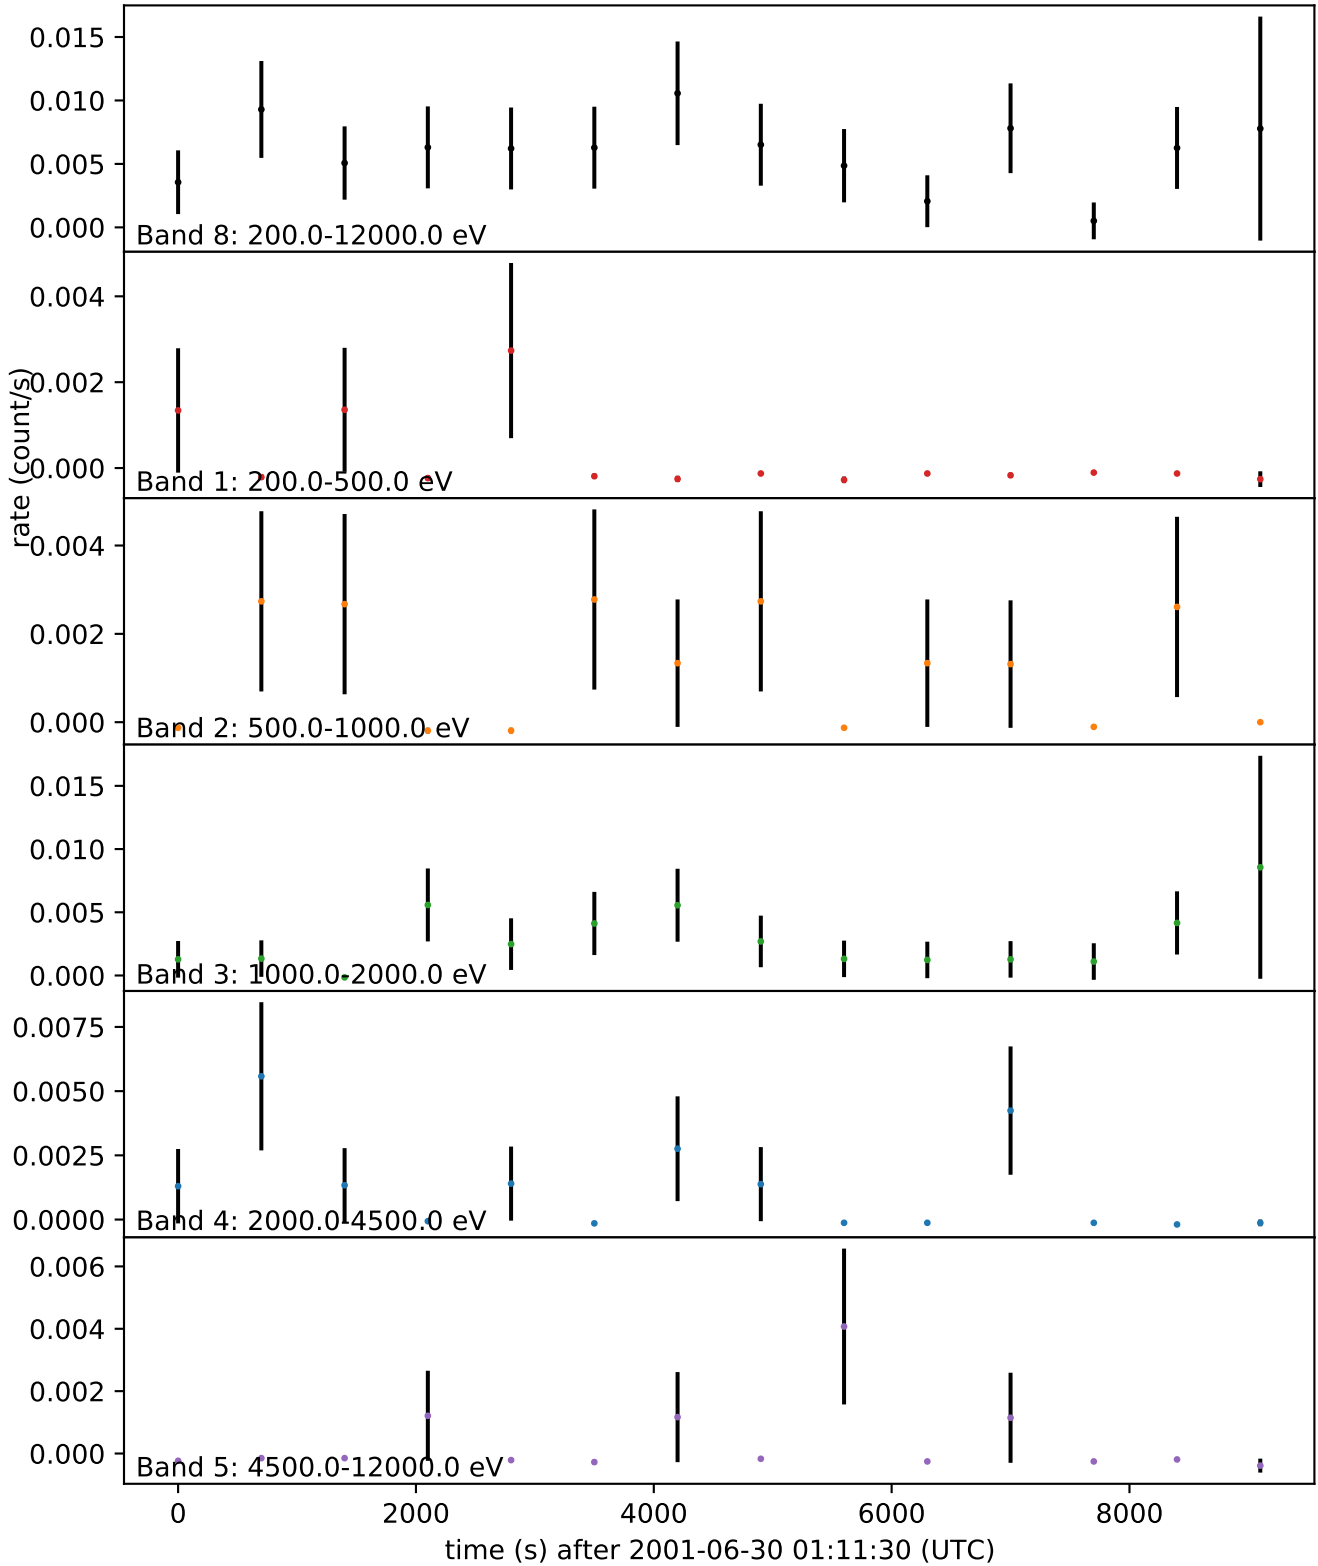 0.015
0.010
0.005
0.000
Band 8: 200.0-12000.0 eV
0.004
0.002
0.000
Band 1: 200.0-500.0 eV
rate (count/s)
0.004
0.002
0.000
Band 2: 500.0-1000.0 eV
0.015
0.010
0.005
0.000
Band 3: 1000.0-2000.0 eV
0.0075
0.0050
0.0025
0.0000
Band 4: 2000.0-4500.0 eV
0.006
0.004
0.002
0.000
Band 5: 4500.0-12000.0 eV
0 2000 4000 6000 8000
time (s) after 2001-06-30 01:11:30 (UTC)